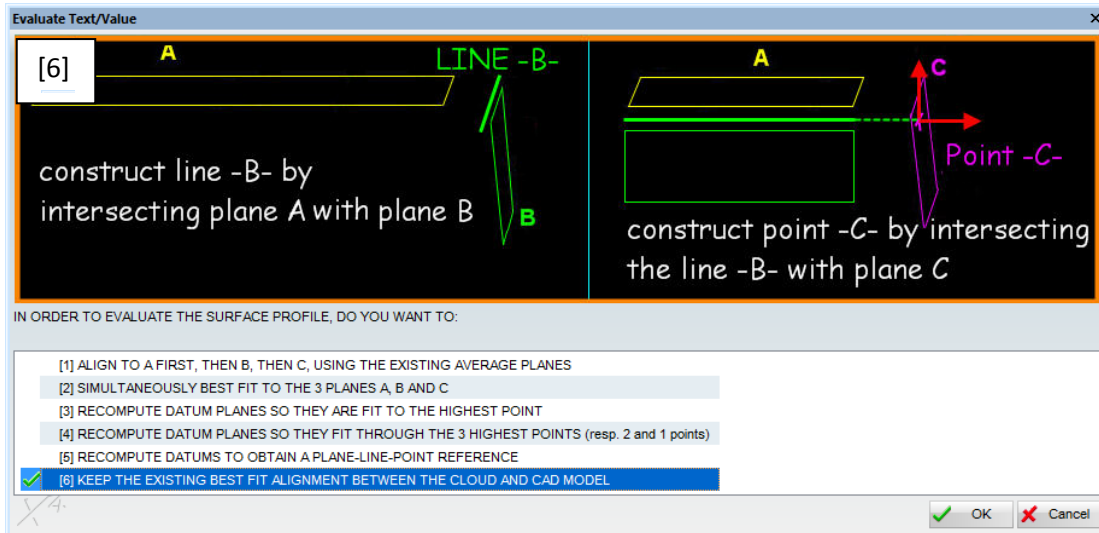 Evaluate Text/Value
[6]
A
LINE -B-
construct line -B- by
intersecting plane A with plane B
B
A
C
Point -C-
construct point -C- by intersecting
the line -B- with plane C
IN ORDER TO EVALUATE THE SURFACE PROFILE, DO YOU WANT TO:
[1] ALIGN TO A FIRST, THEN B, THEN C, USING THE EXISTING AVERAGE PLANES
[2] SIMULTANEOUSLY BEST FIT TO THE 3 PLANES A, B AND C
[3] RECOMPUTE DATUM PLANES SO THEY ARE FIT TO THE HIGHEST POINT
[4] RECOMPUTE DATUM PLANES SO THEY FIT THROUGH THE 3 HIGHEST POINTS (resp. 2 and 1 points)
[5] RECOMPUTE DATUMS TO OBTAIN A PLANE-LINE-POINT REFERENCE
[6] KEEP THE EXISTING BEST FIT ALIGNMENT BETWEEN THE CLOUD AND CAD MODEL
OK
Cancel